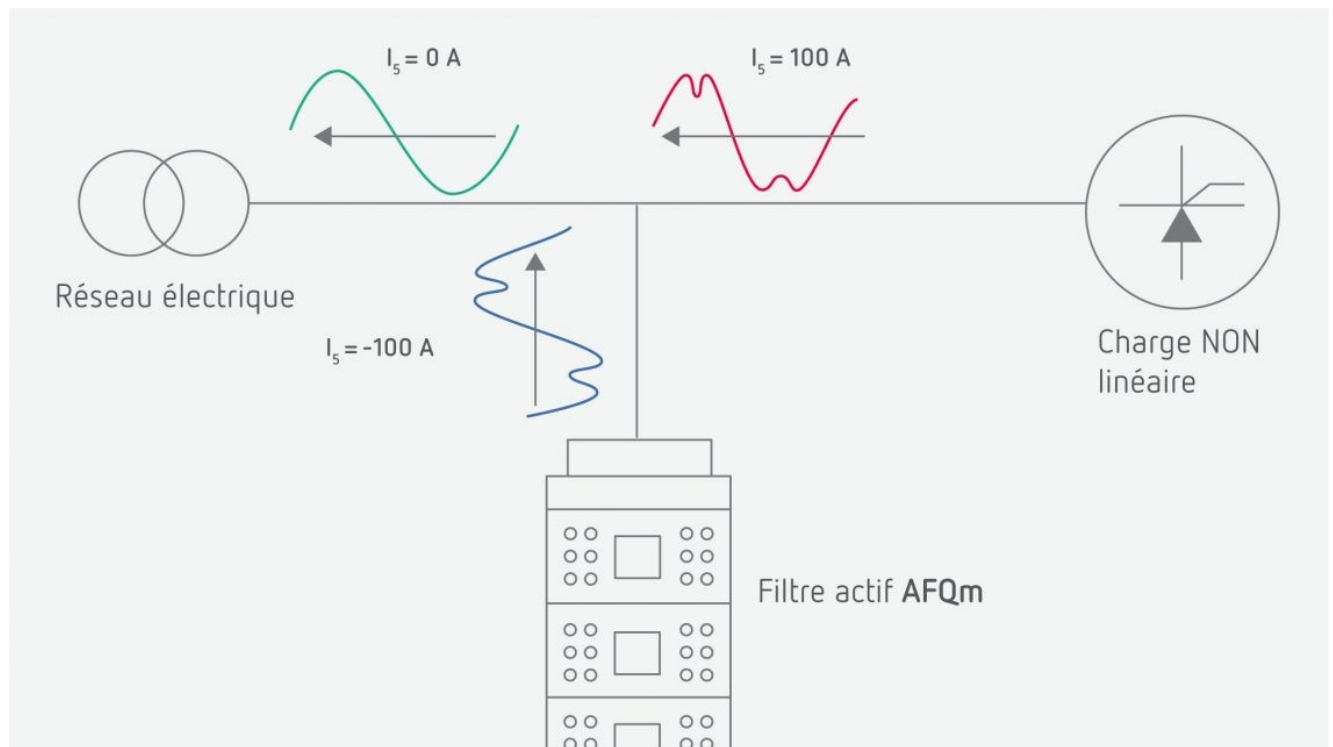 I₅ = 0 A
I₅ = 100 A
Réseau électrique
I₅ = -100 A
Charge NON
linéaire
Filtre actif AFQm